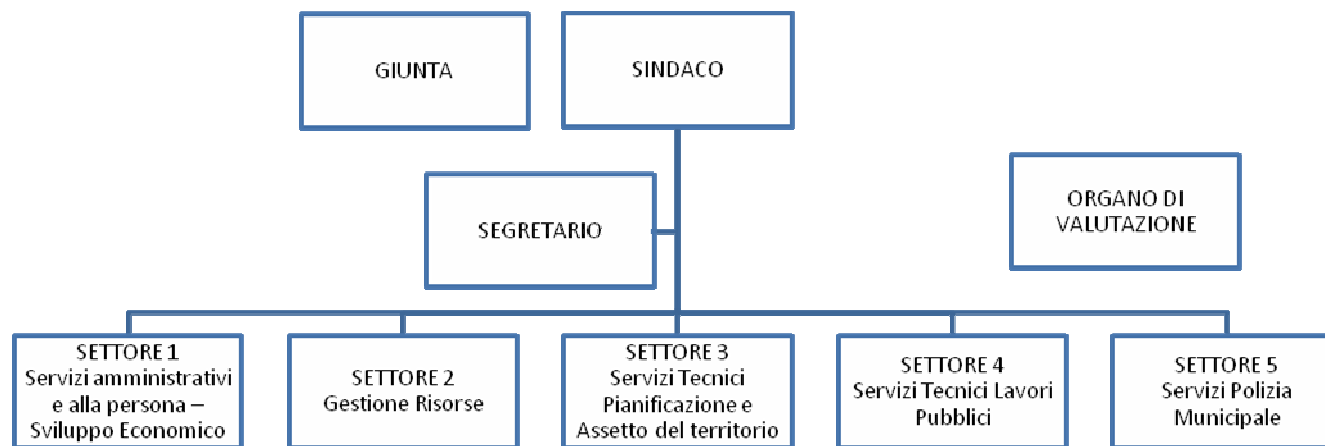 GIUNTA
SINDACO
SEGRETARIO
ORGANO DI
VALUTAZIONE
SETTORE 1
Servizi amministrativi
e alla persona –
Sviluppo Economico
SETTORE 2
Gestione Risorse
SETTORE 3
Servizi Tecnici
Pianificazione e
Assetto del territorio
SETTORE 4
Servizi Tecnici Lavori
Pubblici
SETTORE 5
Servizi Polizia
Municipale